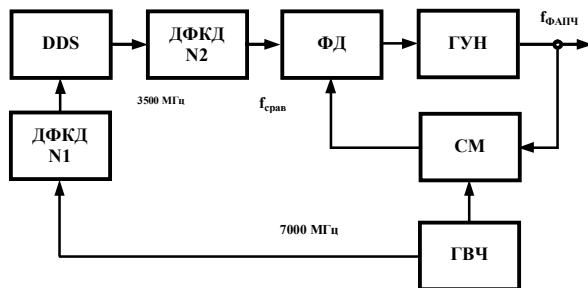 fФАПЧ
DDS
ДФКД
N2
ФД
ГУН
3500 МГц
fсрав
ДФКД
N1
СМ
7000 МГц
ГВЧ